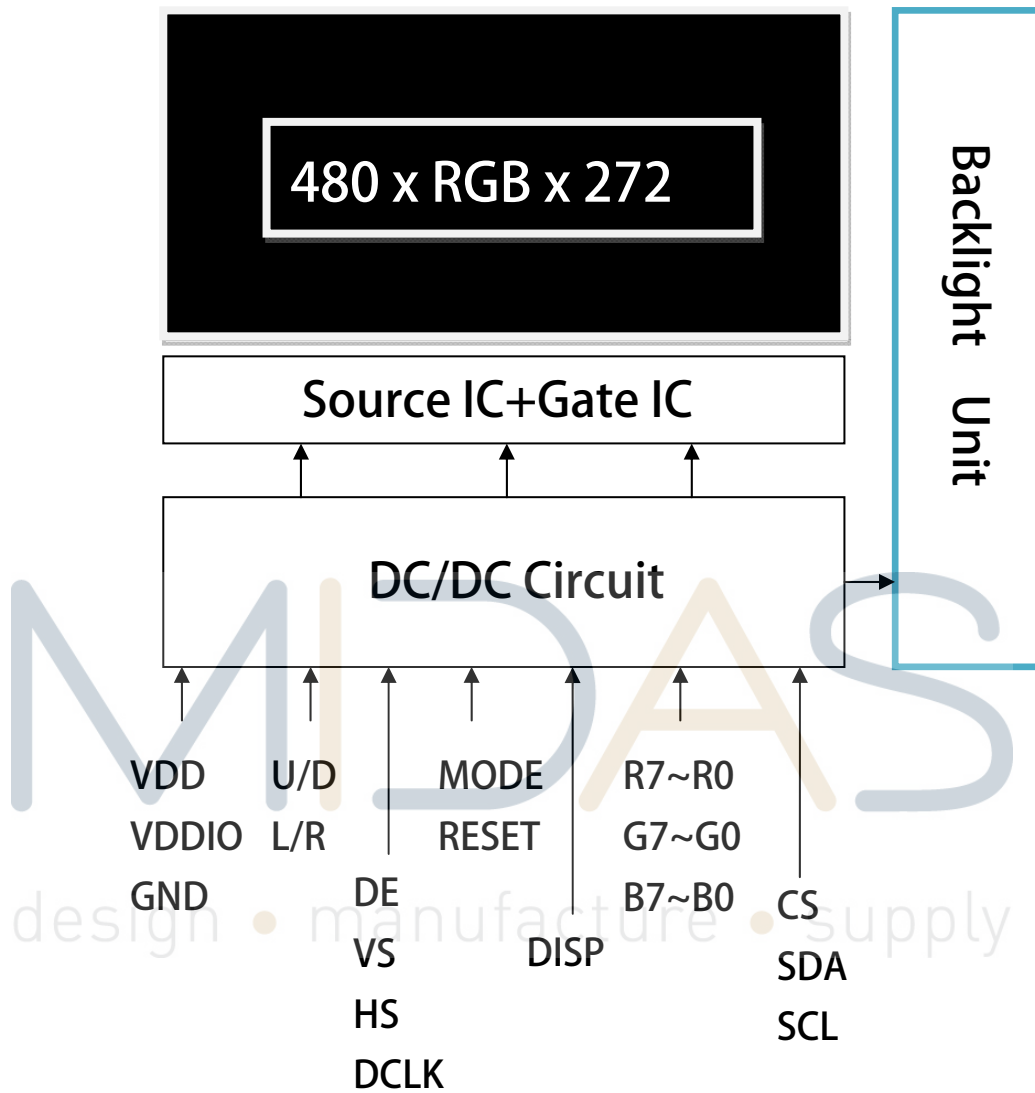 480 x RGB x 272
Backlight Unit
Source IC+Gate IC
DC/DC Circuit
MIDAS
VDD
VDDIO
GND
U/D
L/R
DE
VS
HS
DCLK
MODE
RESET
DISP
R7~R0
G7~G0
B7~B0
CS
SDA
SCL
design • manufacture • supply